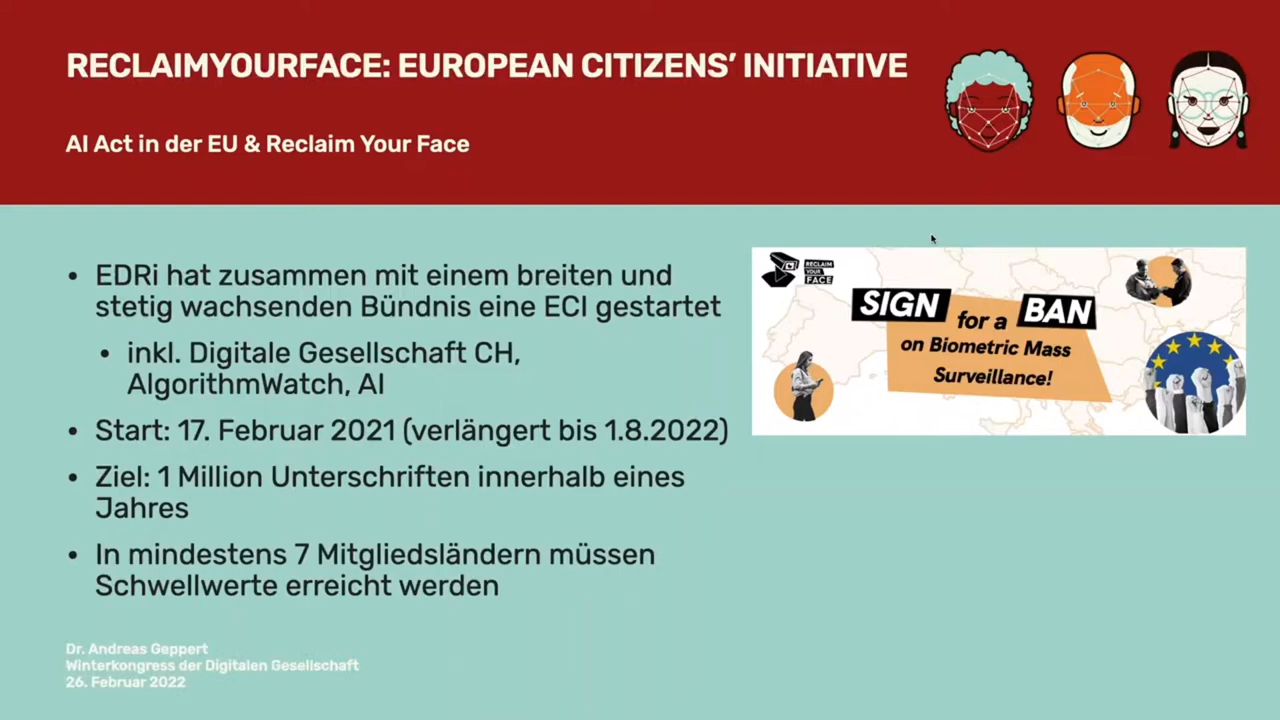 RECLAIMYOURFACE: EUROPEAN CITIZENS’ INITIATIVE
AI Act in der EU & Reclaim Your Face
• EDRi hat zusammen mit einem breiten und
stetig wachsenden Bündnis eine ECI gestartet
• inkl. Digitale Gesellschaft CH,
AlgorithmWatch, AI
• Start: 17. Februar 2021 (verlängert bis 1.8.2022)
• Ziel: 1 Million Unterschriften innerhalb eines
Jahres
• In mindestens 7 Mitgliedsländern müssen
Schwellwerte erreicht werden
RECLAIM
YOUR
FACE
SIGN for a BAN
on Biometric Mass
Surveillance!
Dr. Andreas Geppert
Winterkongress der Digitalen Gesellschaft
26. Februar 2022